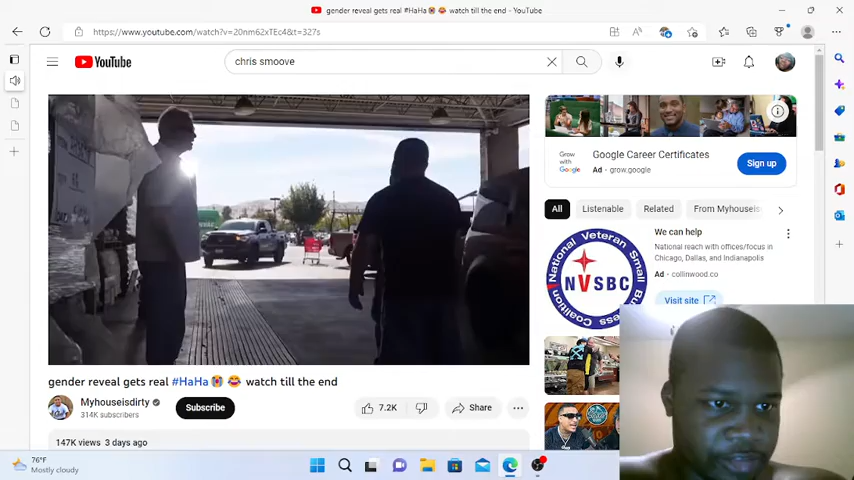 gender reveal gets real #HaHa😭 😂 watch till the end - YouTube
https://www.youtube.com/watch?v=20nm62xTEc4&t=327s
YouTube
chris smoove
Google Career Certificates
Ad · grow.google
Grow with Google
Sign up
All
Listenable
Related
From Myhouseis
We can help
National reach with offices/focus in
Chicago, Dallas, and Indianapolis
Ad · collinwood.co
Visit site
NVSBC
National Veteran Small
Coalition
gender reveal gets real #HaHa😭 😂 watch till the end
Myhouseisdirty
314K subscribers
Subscribe
7.2K
Share
147K views 3 days ago
76°F
Mostly cloudy